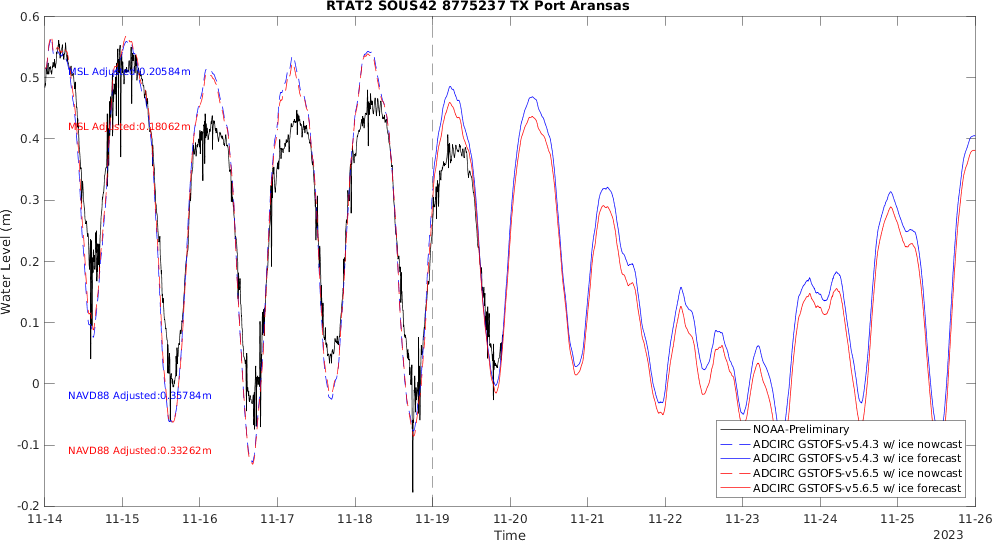 RTAT2 SOUS42 8775237 TX Port Aransas
0.6
0.5
0.4
0.3
0.2
0.1
0
-0.1
-0.2
Water Level (m)
MSL Adjusted:0.20584m
MSL Adjusted:0.18062m
NAVD88 Adjusted:0.35784m
NAVD88 Adjusted:0.33262m
NOAA-Preliminary
ADCIRC GSTOFS-v5.4.3 w/ ice nowcast
ADCIRC GSTOFS-v5.4.3 w/ ice forecast
ADCIRC GSTOFS-v5.6.5 w/ ice nowcast
ADCIRC GSTOFS-v5.6.5 w/ ice forecast
11-14 11-15 11-16 11-17 11-18 11-19 11-20 11-21 11-22 11-23 11-24 11-25 11-26
Time
2023